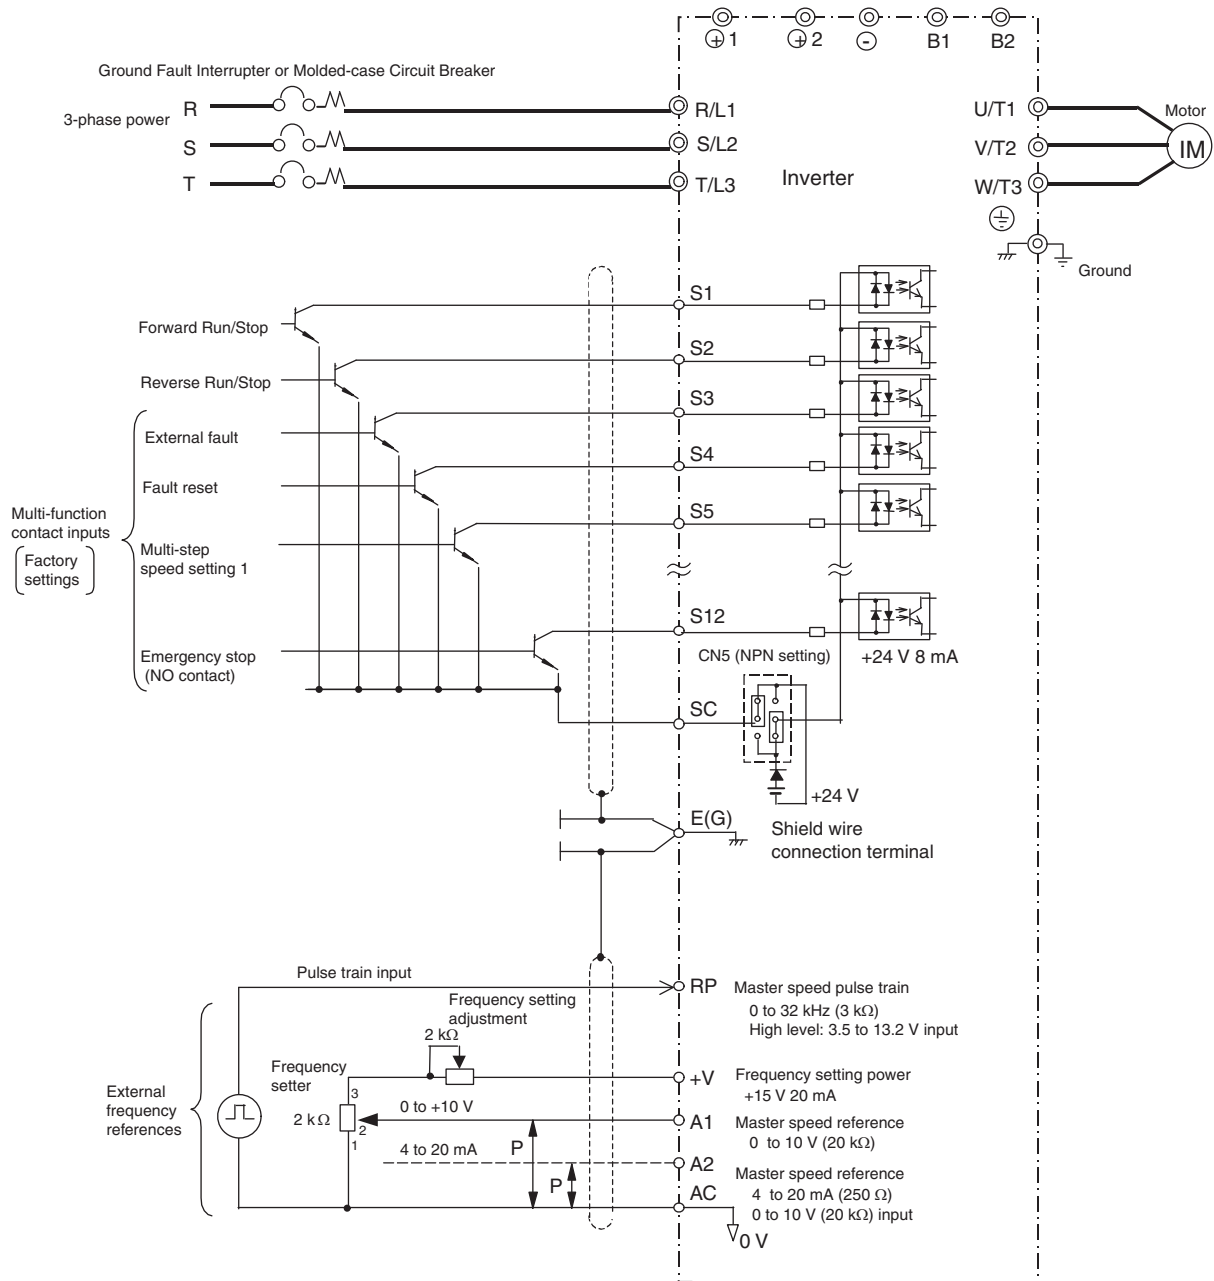 + 1
+ 2
-
B1
B2
Ground Fault Interrupter or Molded-case Circuit Breaker
3-phase power
R
R/L1
U/T1
Motor
S
S/L2
V/T2
IM
T
T/L3
Inverter
W/T3
Ground
S1
Forward Run/Stop
S2
Reverse Run/Stop
S3
External fault
S4
Fault reset
S5
Multi-function
contact inputs
Factory
settings
Multi-step
speed setting 1
S12
Emergency stop
(NO contact)
CN5 (NPN setting)
+24 V 8 mA
SC
+24 V
E(G)
Shield wire
connection terminal
Pulse train input
RP
Master speed pulse train
0 to 32 kHz (3 kΩ)
High level: 3.5 to 13.2 V input
Frequency setting
adjustment
2 kΩ
Frequency
setter
+V
Frequency setting power
+15 V 20 mA
External
frequency
references
3
2 kΩ
2
1
0 to +10 V
A1
Master speed reference
0 to 10 V (20 kΩ)
P
4 to 20 mA
A2
Master speed reference
4 to 20 mA (250 Ω)
0 to 10 V (20 kΩ) input
P
AC
0 V